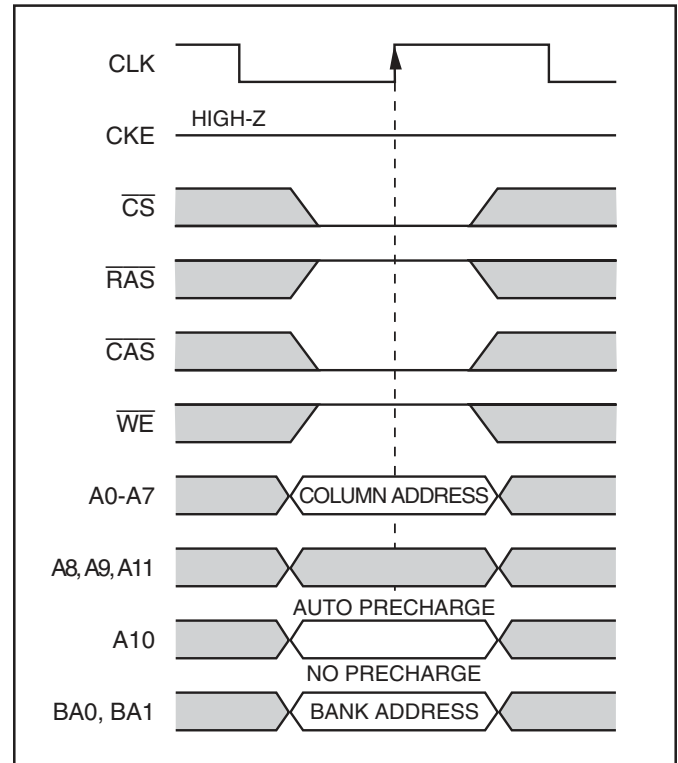 CLK
HIGH-Z
CKE
CS
RAS
CAS
WE
A0-A7 COLUMN ADDRESS
A8, A9, A11
AUTO PRECHARGE
A10
NO PRECHARGE
BA0, BA1 BANK ADDRESS